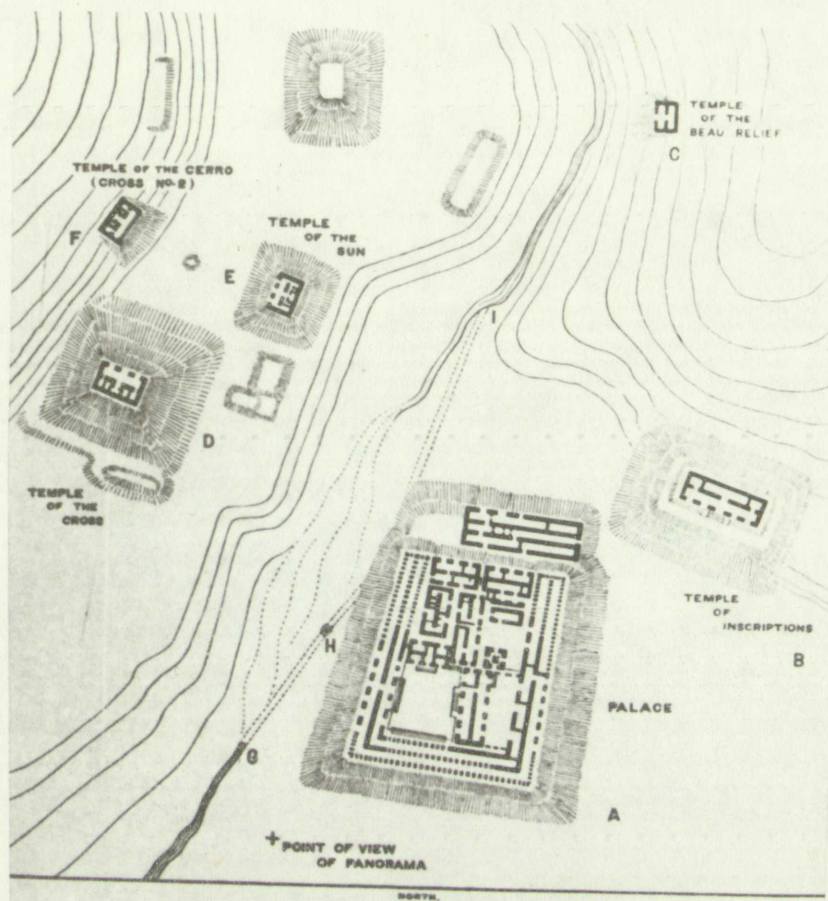 TEMPLE
OF THE
BEAU RELIEF
C
TEMPLE OF THE CERRO
(CROSS No. 2)
F
TEMPLE
OF THE
SUN
E
I
D
TEMPLE
OF THE
CROSS
TEMPLE
OF
INSCRIPTIONS
B
H
PALACE
G
A
+ POINT OF VIEW
OF PANORAMA
NORTH.